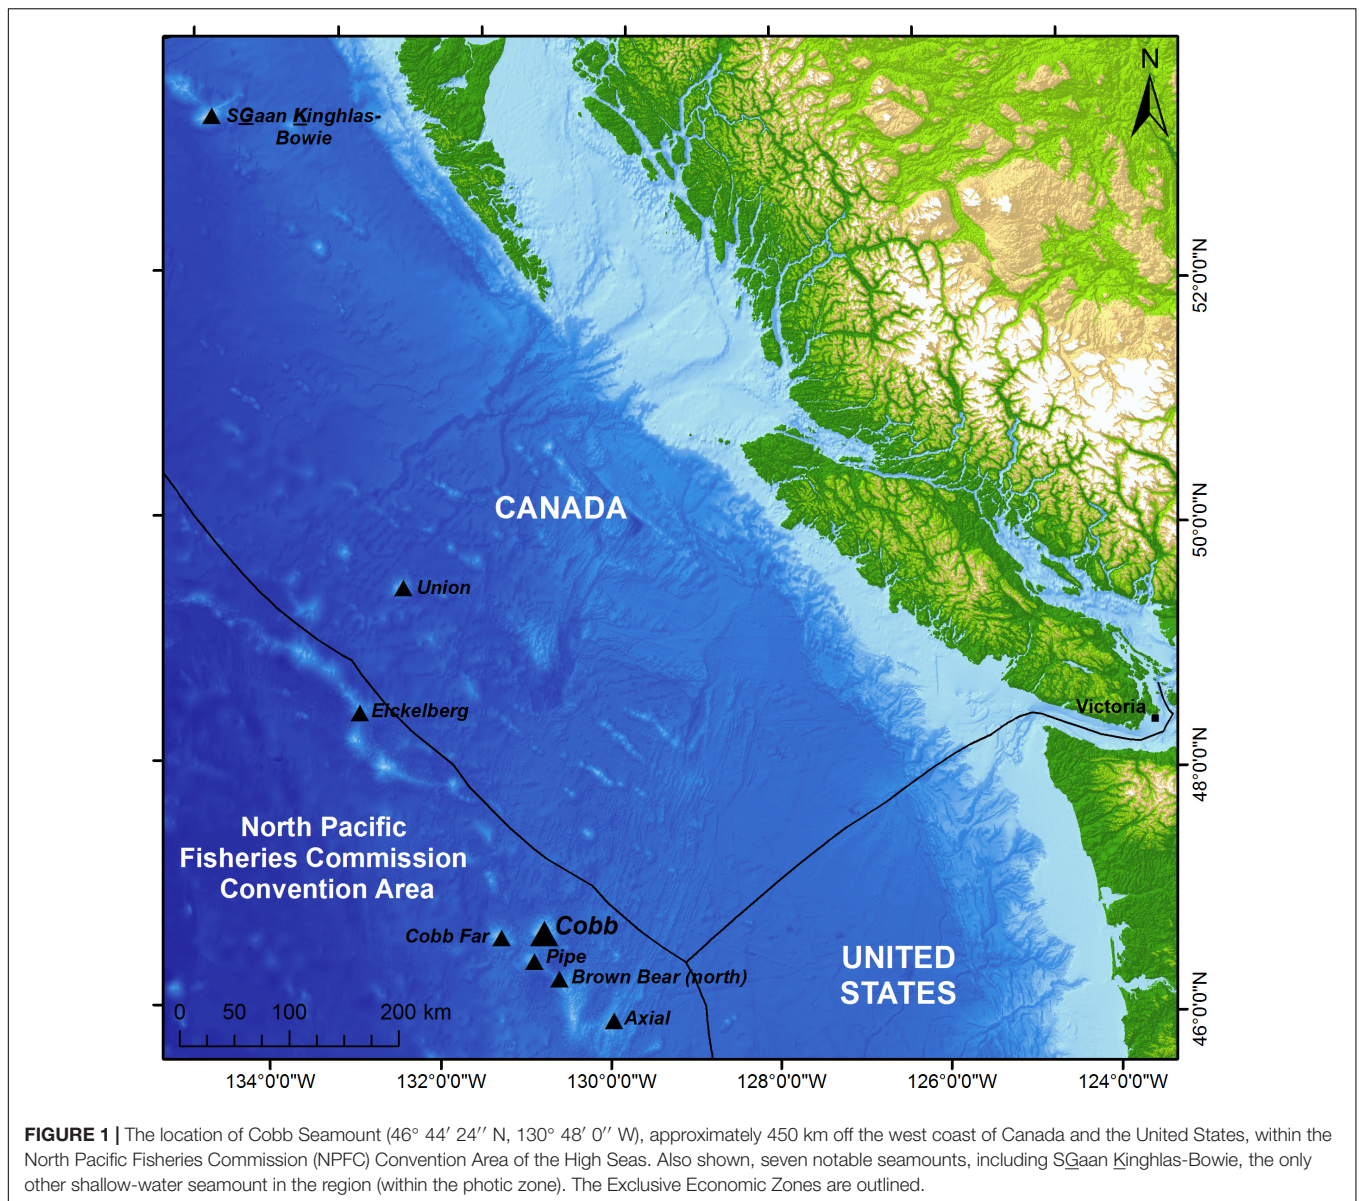 N
SG̲aan K̲inghlas-
Bowie
52°0'0"N
CANADA
50°0'0"N
Union
Eickelberg
Victoria
48°0'0"N
North Pacific
Fisheries Commission
Convention Area
Cobb
Cobb Far
Pipe
Brown Bear (north)
UNITED
STATES
Axial
46°0'0"N
0 50 100 200 km
134°0'0"W 132°0'0"W 130°0'0"W 128°0'0"W 126°0'0"W 124°0'0"W
FIGURE 1 | The location of Cobb Seamount (46° 44′ 24′′ N, 130° 48′ 0′′ W), approximately 450 km off the west coast of Canada and the United States, within the
North Pacific Fisheries Commission (NPFC) Convention Area of the High Seas. Also shown, seven notable seamounts, including SG̲aan K̲inghlas-Bowie, the only
other shallow-water seamount in the region (within the photic zone). The Exclusive Economic Zones are outlined.